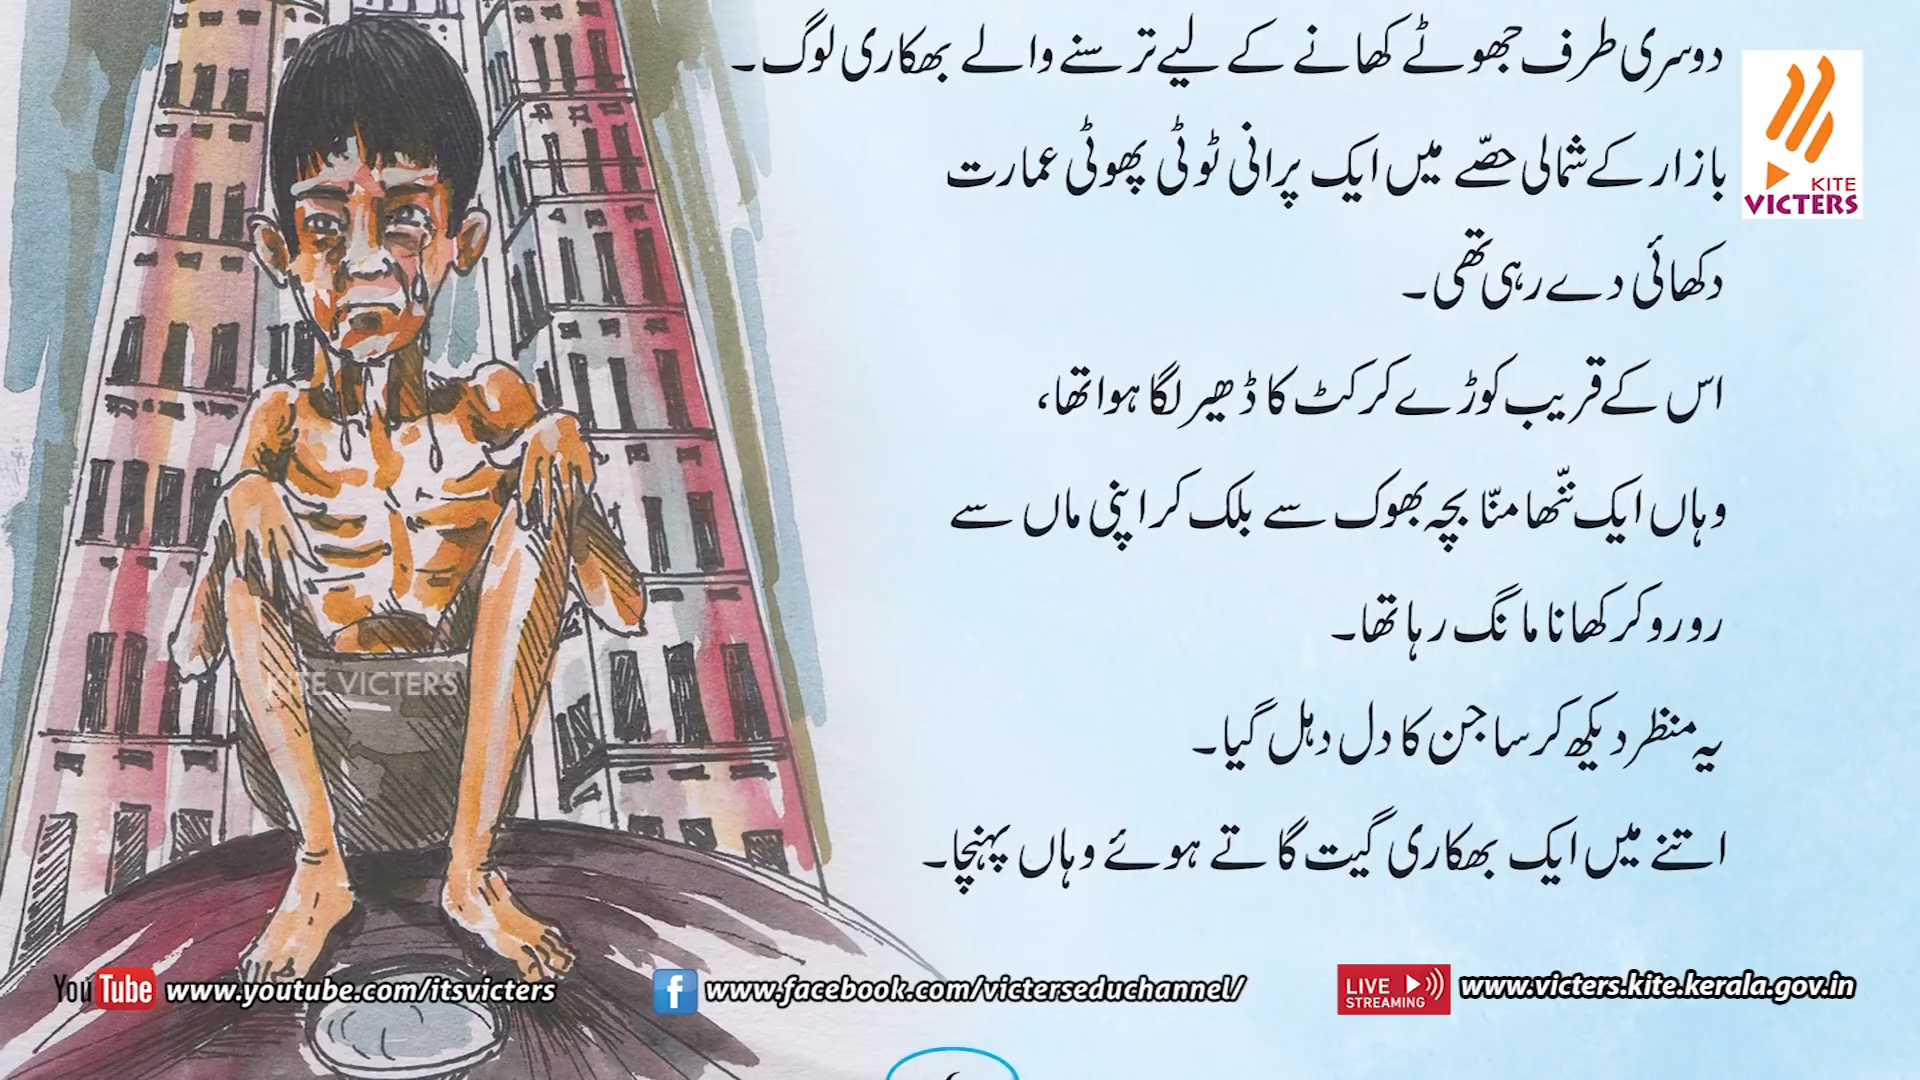 دوسری طرف جھوٹے کھانے کے لیے ترسنے والے بھکاری لوگ۔
بازار کے شمالی حصّے میں ایک پرانی ٹوٹی پھوٹی عمارت
دکھائی دے رہی تھی۔
اس کے قریب کوڑے کرکٹ کا ڈھیر لگا ہوا تھا،
وہاں ایک ننّھا منّا بچہ بھوک سے بلک کر اپنی ماں سے
رو رو کر کھانا مانگ رہا تھا۔
یہ منظر دیکھ کر ساجن کا دل دہل گیا۔
اتنے میں ایک بھکاری گیت گاتے ہوئے وہاں پہنچا۔
KITE
VICTERS
KITE VICTERS
YouTube www.youtube.com/itsvicters
f www.facebook.com/victerseduchannel/
LIVE STREAMING www.victers.kite.kerala.gov.in